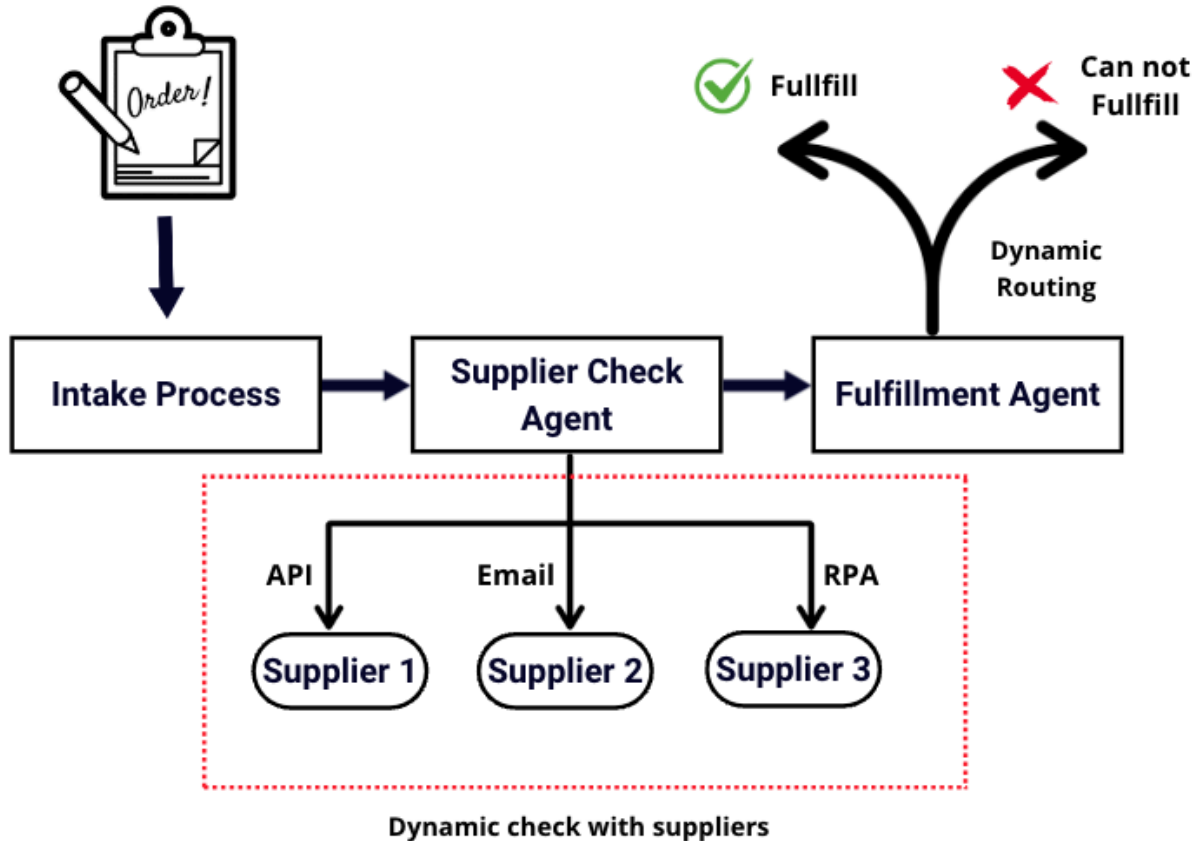 Order!
Fullfill
Can not
Fullfill
Dynamic
Routing
Intake Process
Supplier Check
Agent
Fulfillment Agent
API
Email
RPA
Supplier 1
Supplier 2
Supplier 3
Dynamic check with suppliers